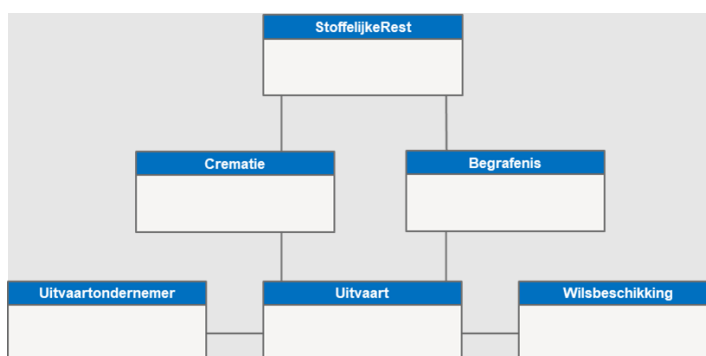 StoffelijkeRest
Crematie
Begrafenis
Uitvaartondernemer
Uitvaart
Wilsbeschikking